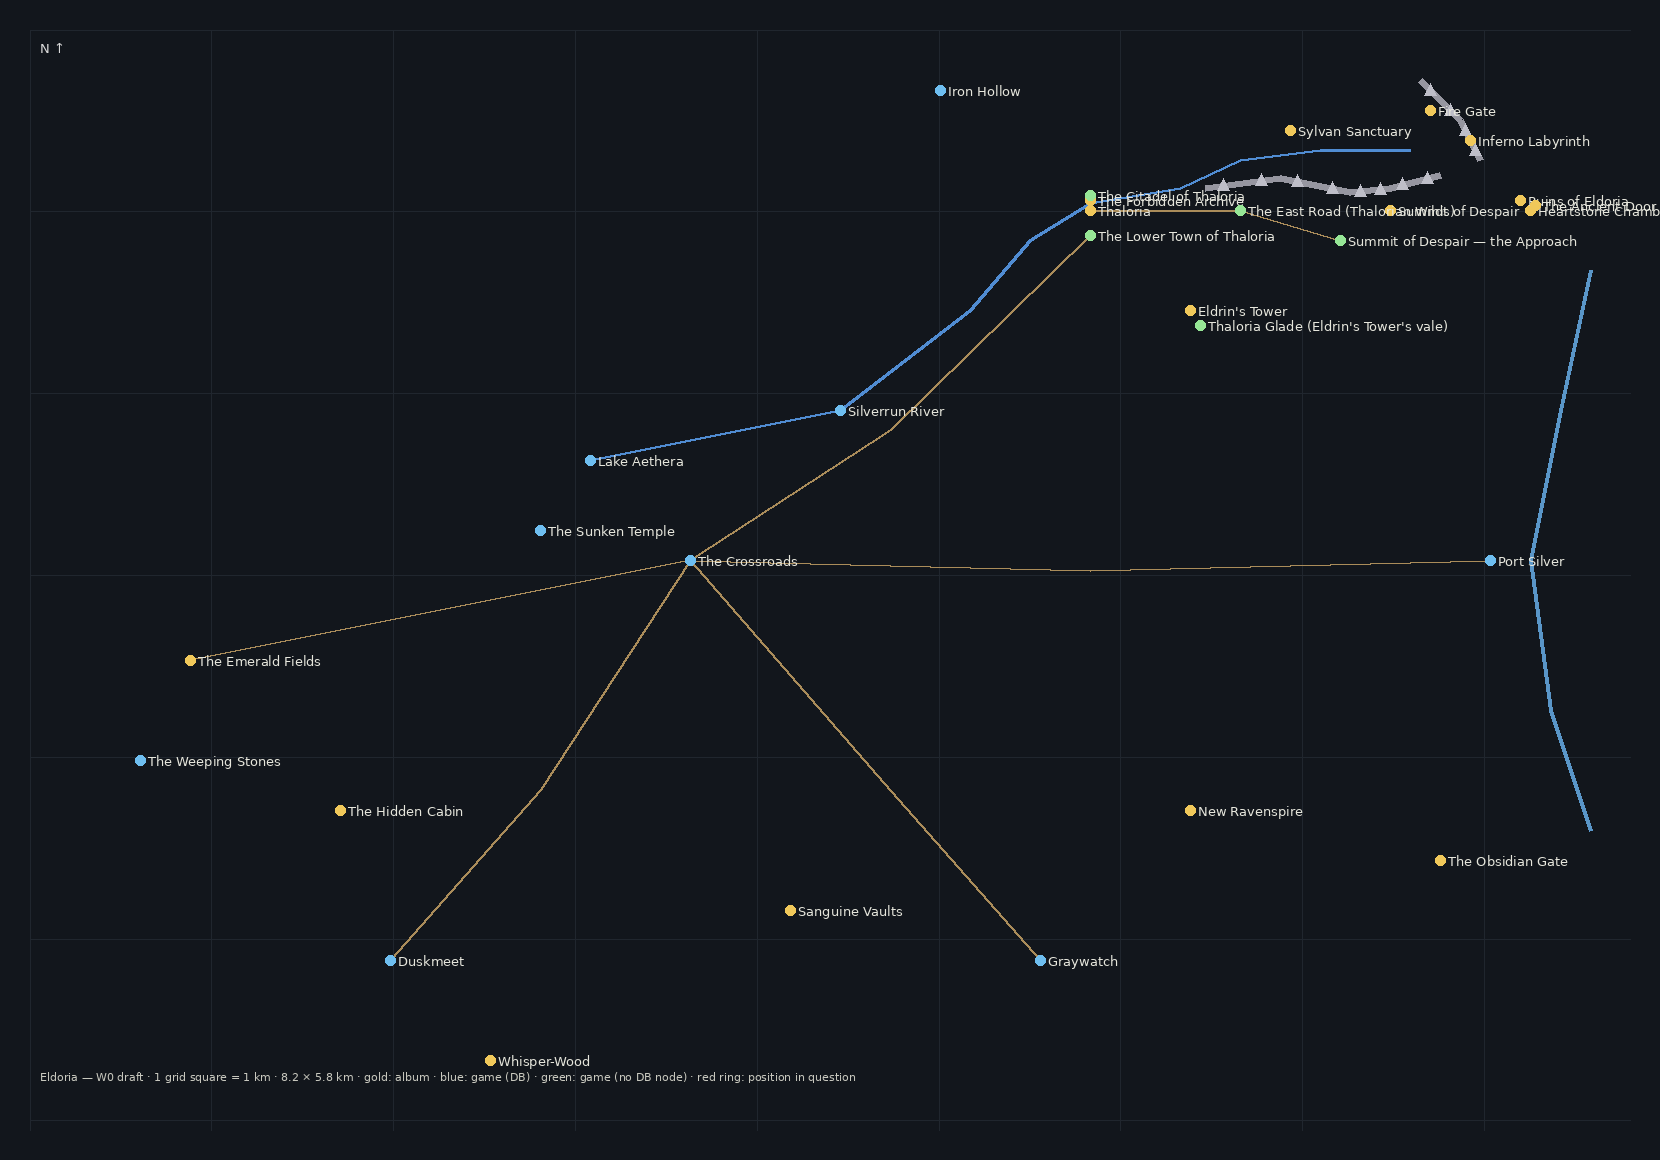 N ↑
Iron Hollow
Fire Gate
Sylvan Sanctuary
Inferno Labyrinth
The Citadel of Thaloria
The Forbidden Archive
Ruins of Eldoria
The Ancient Door
Thaloria
The East Road (Thalorian Wilds)
Summit of Despair
Heartstone Chamb
The Lower Town of Thaloria
Summit of Despair — the Approach
Eldrin's Tower
Thaloria Glade (Eldrin's Tower's vale)
Silverrun River
Lake Aethera
The Sunken Temple
The Crossroads
Port Silver
The Emerald Fields
The Weeping Stones
The Hidden Cabin
New Ravenspire
The Obsidian Gate
Sanguine Vaults
Duskmeet
Graywatch
Whisper-Wood
Eldoria — W0 draft · 1 grid square = 1 km · 8.2 × 5.8 km · gold: album · blue: game (DB) · green: game (no DB node) · red ring: position in question